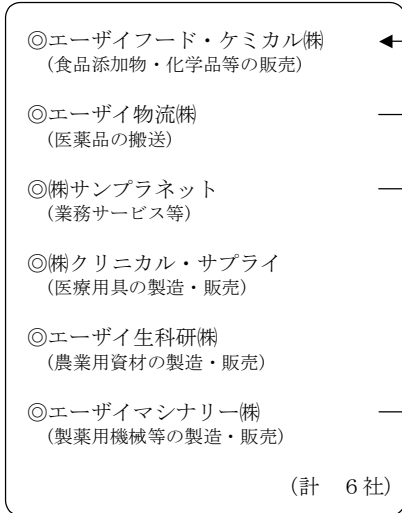 ◎エーザイフード・ケミカル㈱
（食品添加物・化学品等の販売）
◎エーザイ物流㈱
（医薬品の搬送）
◎㈱サンプラネット
（業務サービス等）
◎㈱クリニカル・サプライ
（医療用具の製造・販売）
◎エーザイ生科研㈱
（農業用資材の製造・販売）
◎エーザイマシナリー㈱
（製薬用機械等の製造・販売）
（計　６社）